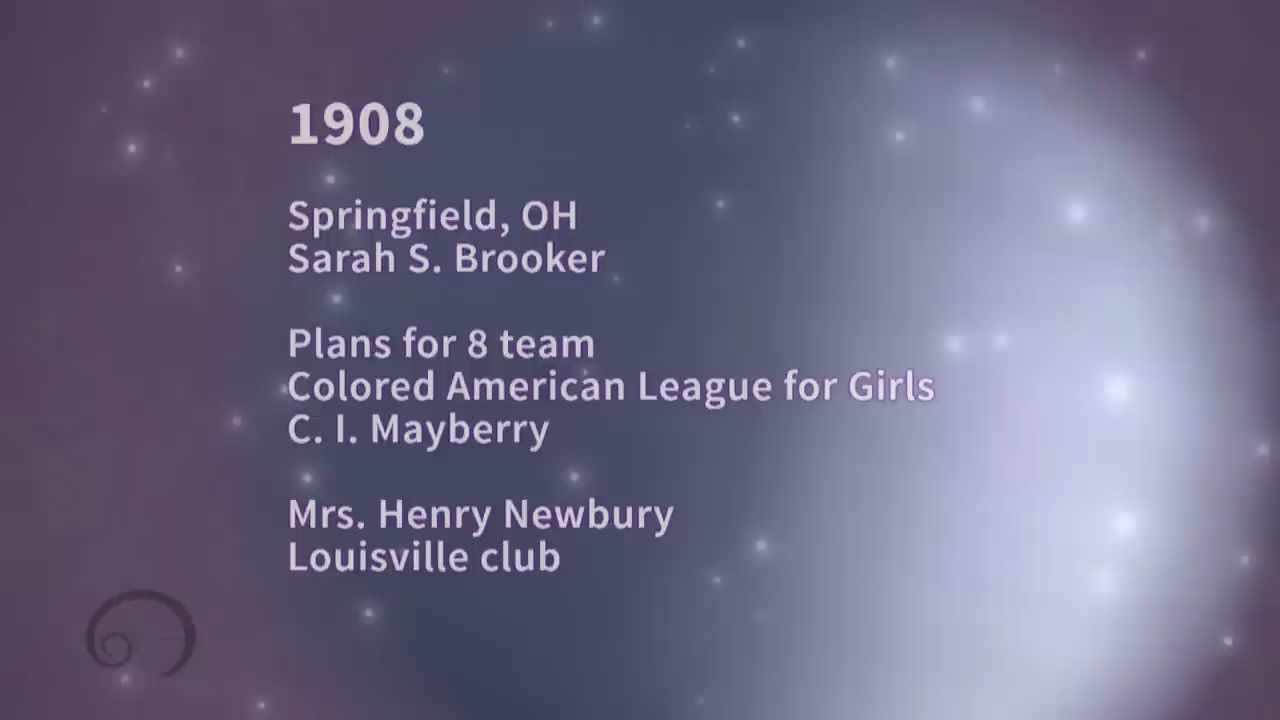 1908
Springfield, OH
Sarah S. Brooker
Plans for 8 team
Colored American League for Girls
C. I. Mayberry
Mrs. Henry Newbury
Louisville club